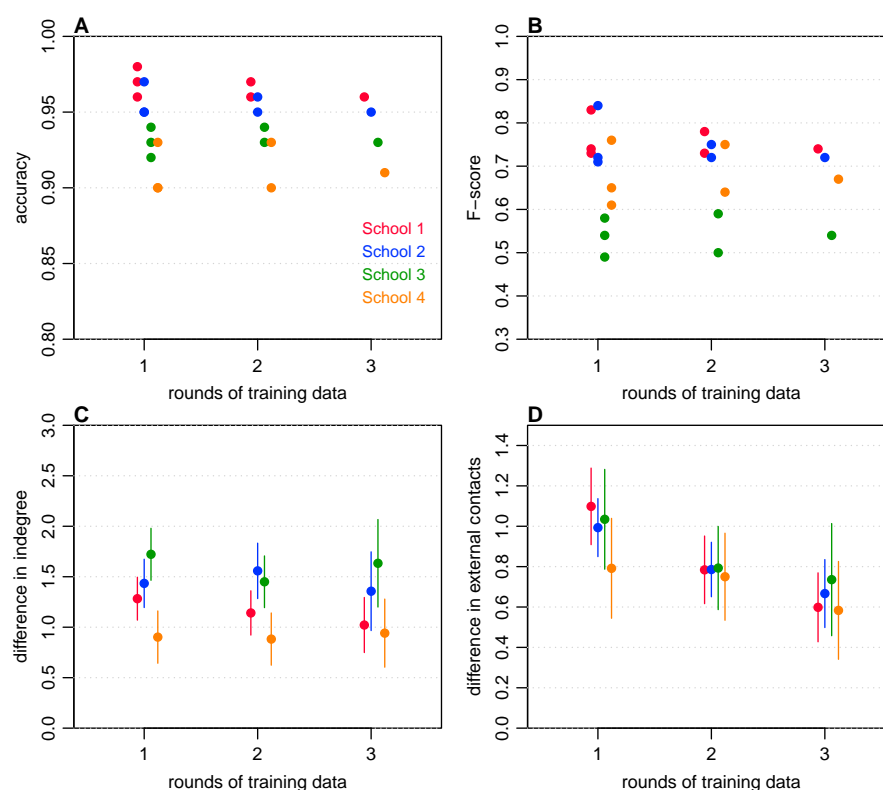 A
accuracy
1.00
0.95
0.90
0.85
0.80
School 1
School 2
School 3
School 4
1 2 3
rounds of training data
B
F−score
1.0
0.9
0.8
0.7
0.6
0.5
0.4
0.3
1 2 3
rounds of training data
C
difference in indegree
3.0
2.5
2.0
1.5
1.0
0.5
0.0
1 2 3
rounds of training data
D
difference in external contacts
1.4
1.2
1.0
0.8
0.6
0.4
0.2
0.0
1 2 3
rounds of training data